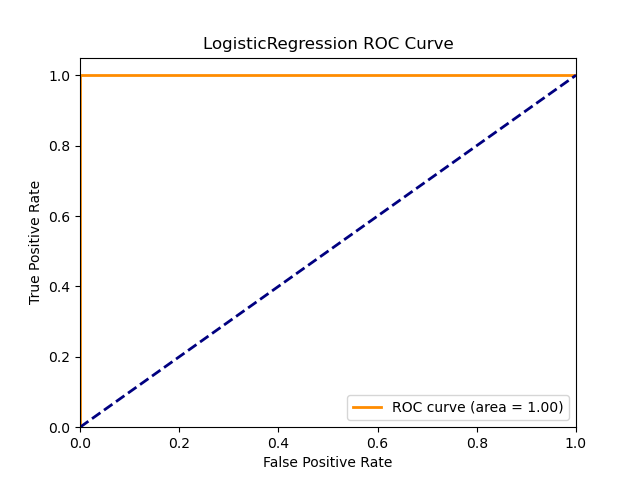 LogisticRegression ROC Curve
True Positive Rate
1.0
0.8
0.6
0.4
0.2
0.0
ROC curve (area = 1.00)
0.0 0.2 0.4 0.6 0.8 1.0
False Positive Rate